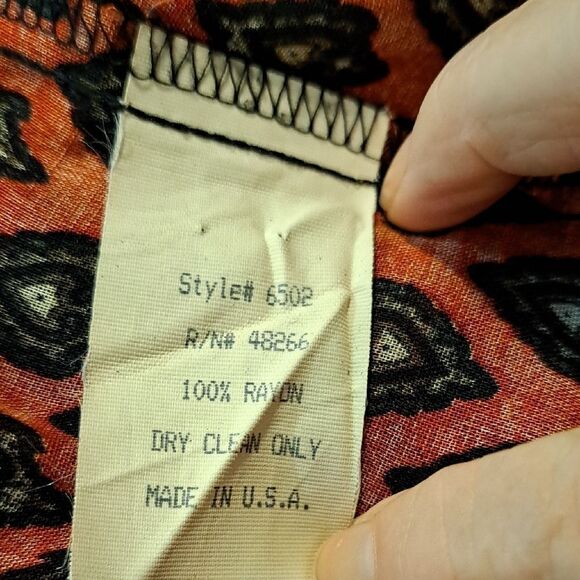 Style# 6502
R/N# 48266
100% RAYON
DRY CLEAN ONLY
MADE IN U.S.A.